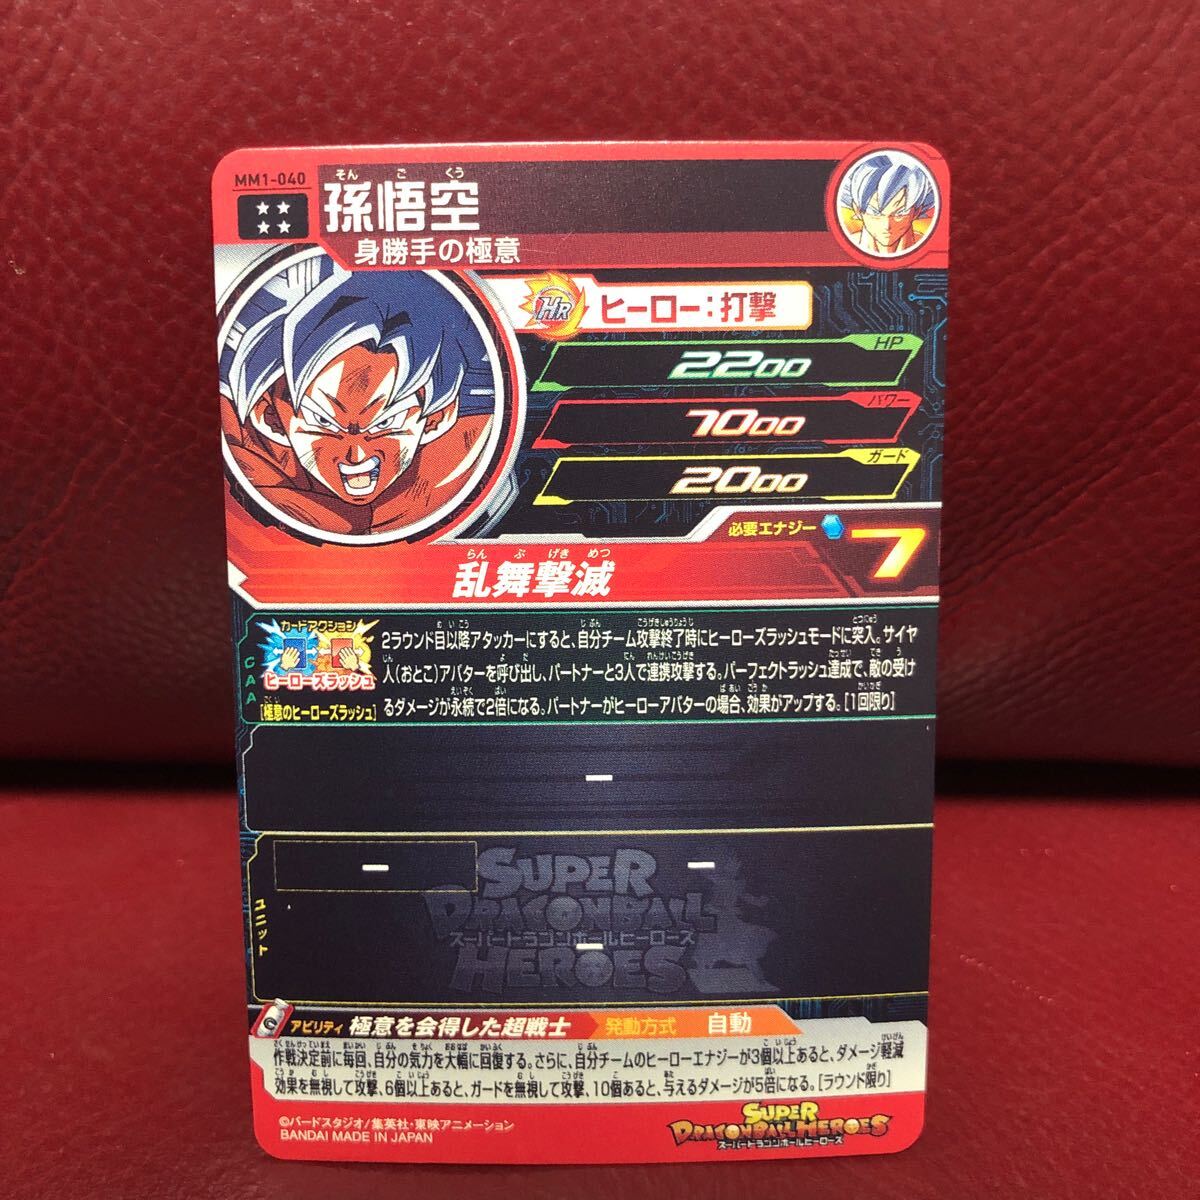 MM1-040
そん ご くう
孫悟空
身勝手の極意
HR
ヒーロー:打撃
HP
2200
パワー
7000
ガード
2000
必要エナジー 7
らん ぶ げき めつ
乱舞撃滅
CAA
カードアクション
ヒーローズラッシュ
[極意のヒーローズラッシュ]
2ラウンド目以降アタッカーにすると、自分チーム攻撃終了時にヒーローズラッシュモードに突入。サイヤ
人(おとこ)アバターを呼び出し、パートナーと3人で連携攻撃する。パーフェクトラッシュ達成で、敵の受け
るダメージが永続で2倍になる。パートナーがヒーローアバターの場合、効果がアップする。[1回限り]
ー
ユニット
ー
ー
ー
SUPER
DRAGONBALL
スーパードラゴンボールヒーローズ
HEROES
アビリティ 極意を会得した超戦士 発動方式 自動
作戦決定前に毎回、自分の気力を大幅に回復する。さらに、自分チームのヒーローエナジーが3個以上あると、ダメージ軽減
効果を無視して攻撃、6個以上あると、ガードを無視して攻撃、10個あると、与えるダメージが5倍になる。[ラウンド限り]
©バードスタジオ/集英社・東映アニメーション
BANDAI MADE IN JAPAN
SUPER
DRAGONBALL HEROES
スーパードラゴンボールヒーローズ